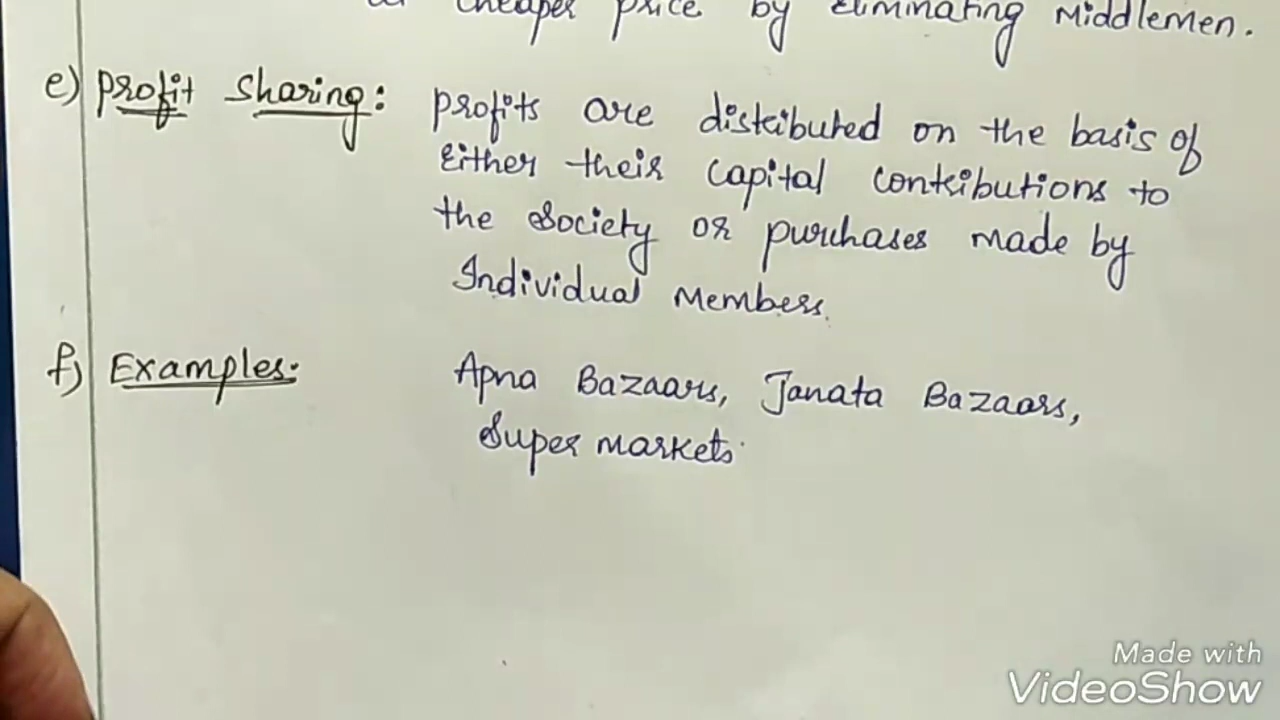 at cheaper price by eliminating Middlemen.
e) Profit Sharing: profits are distributed on the basis of
Either their capital contributions to
the Society or purchases made by
Individual Members.
f) Examples. Apna Bazaars, Janata Bazaars,
Super markets.
Made with
VideoShow